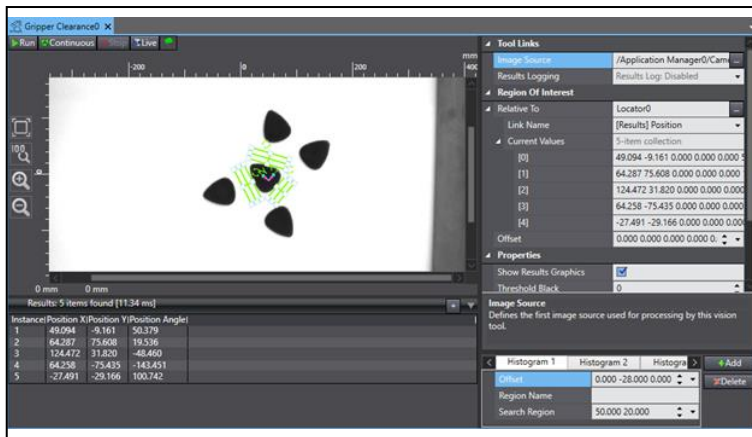 Gripper Clearance0
Run Continuous Stop Live
mm
-200 0 200 400
100
0
0 mm 0 mm
Results: 5 items found [11.34 ms]
Instance Position X Position Y Position Angle
1 49.094 -9.161 50.379
2 64.287 75.608 19.536
3 124.472 31.820 -48.460
4 64.258 -75.435 -143.451
5 -27.491 -29.166 100.742
Tool Links
Image Source /Application Manager0/Cam
Results Logging Results Log: Disabled
Region Of Interest
Relative To Locator0
Link Name [Results] Position
Current Values 5-item collection
[0] 49.094 -9.161 0.000 0.000 0.000
[1] 64.287 75.608 0.000 0.000 0.000
[2] 124.472 31.820 0.000 0.000 0.000
[3] 64.258 -75.435 0.000 0.000 0.000
[4] -27.491 -29.166 0.000 0.000 0.000
Offset 0.000 0.000 0.000 0.000 0.
Properties
Show Results Graphics
Threshold Black 0
Image Source
Defines the first image source used for processing by this vision
tool.
Histogram 1 Histogram 2 Histogra Add
Offset 0.000 -28.000 0.000 Delete
Region Name
Search Region 50.000 20.000